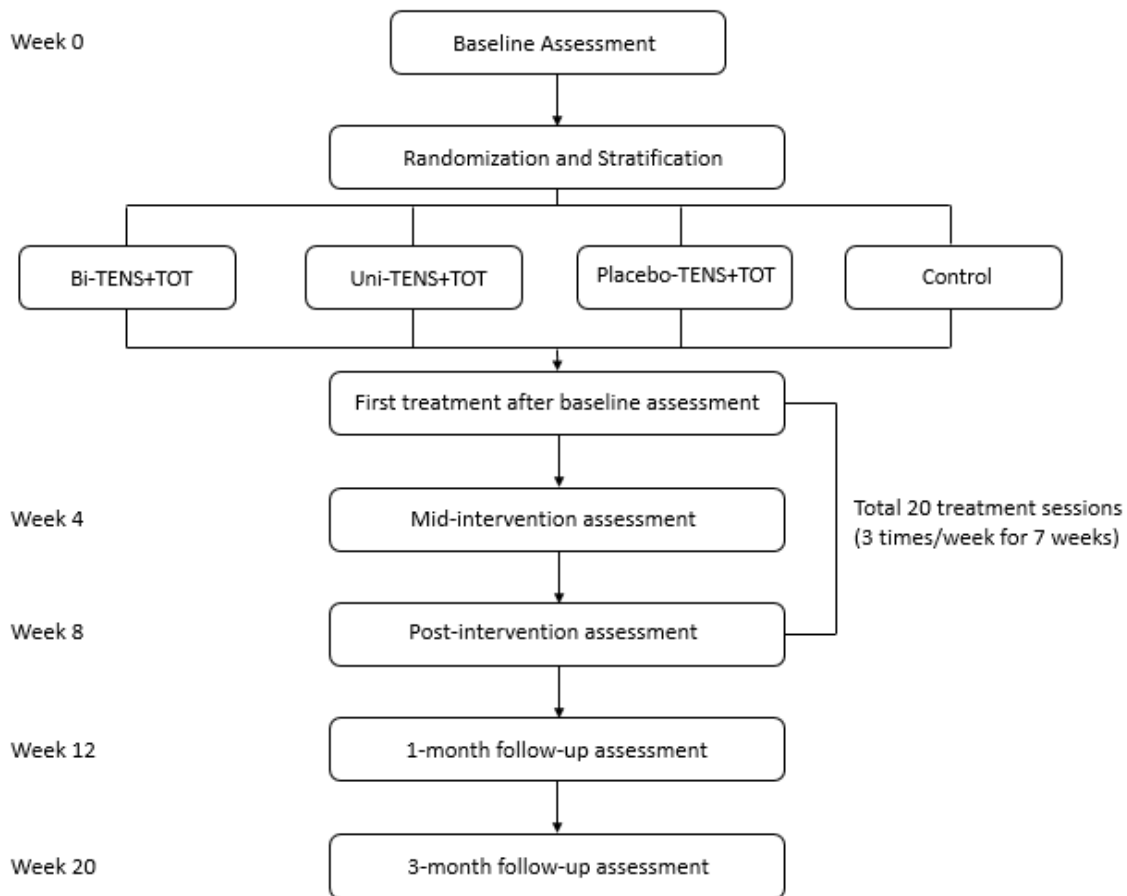 Week 0
Baseline Assessment
Randomization and Stratification
Bi-TENS+TOT
Uni-TENS+TOT
Placebo-TENS+TOT
Control
First treatment after baseline assessment
Total 20 treatment sessions
(3 times/week for 7 weeks)
Week 4
Mid-intervention assessment
Week 8
Post-intervention assessment
Week 12
1-month follow-up assessment
Week 20
3-month follow-up assessment